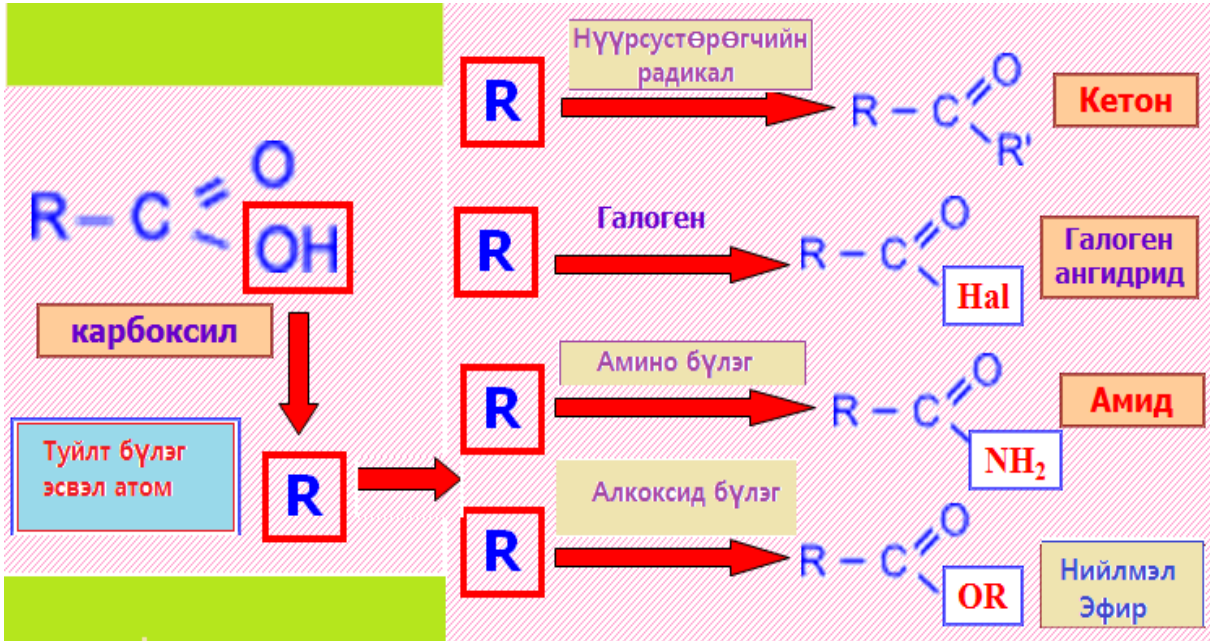 R – C
O
OH
карбоксил
Туйлт бүлэг
эсвэл атом
R
R
Нүүрсустөрөгчийн
радикал
R – C
O
R'
Кетон
R
Галоген
R – C
O
Hal
Галоген
ангидрид
R
Амино бүлэг
R – C
O
NH₂
Амид
R
Алкоксид бүлэг
R – C
O
OR
Нийлмэл
Эфир